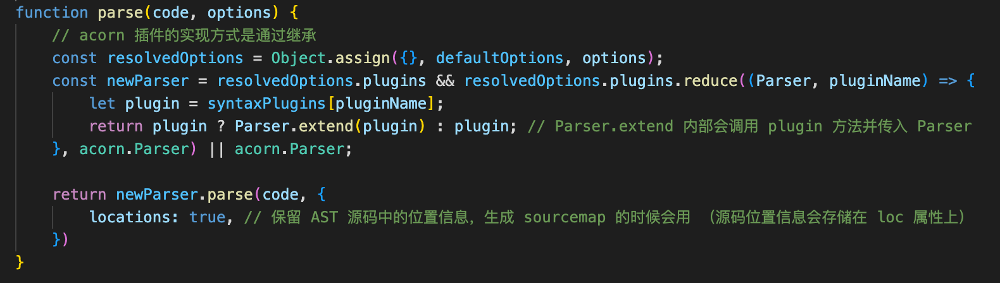 function parse(code, options) {
    // acorn 插件的实现方式是通过继承
    const resolvedOptions = Object.assign({}, defaultOptions, options);
    const newParser = resolvedOptions.plugins && resolvedOptions.plugins.reduce((Parser, pluginName) => {
        let plugin = syntaxPlugins[pluginName];
        return plugin ? Parser.extend(plugin) : plugin; // Parser.extend 内部会调用 plugin 方法并传入 Parser
    }, acorn.Parser) || acorn.Parser;

    return newParser.parse(code, {
        locations: true, // 保留 AST 源码中的位置信息，生成 sourcemap 的时候会用 （源码位置信息会存储在 loc 属性上）
    })
}